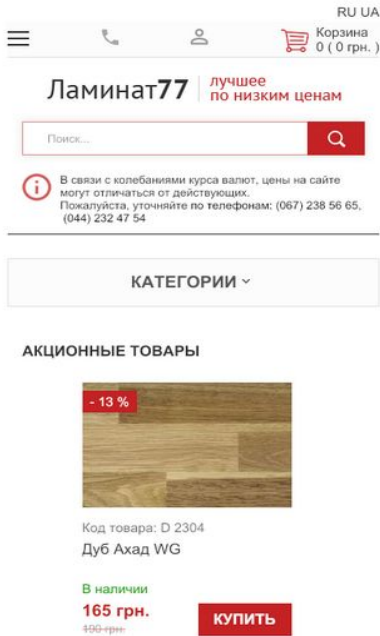 RU UA
Корзина
0 ( 0 грн. )
Ламинат77
лучшее
по низким ценам
Поиск...
В связи с колебаниями курса валют, цены на сайте
могут отличаться от действующих.
Пожалуйста, уточняйте по телефонам: (067) 238 56 65,
(044) 232 47 54
КАТЕГОРИИ
АКЦИОННЫЕ ТОВАРЫ
- 13 %
Код товара: D 2304
Дуб Ахад WG
В наличии
165 грн.
190 грн.
КУПИТЬ